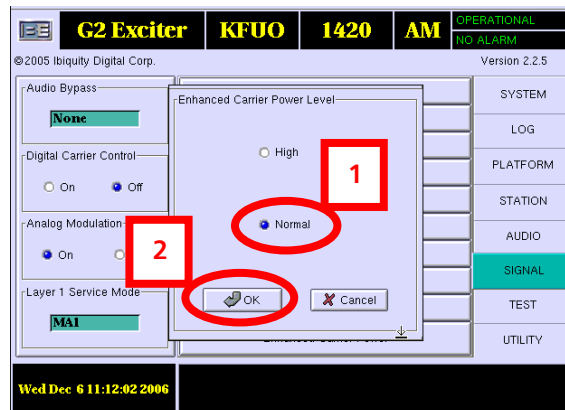 G2 Exciter KFUO 1420 AM OPERATIONAL
NO ALARM
©2005 Ibiquity Digital Corp. Version 2.2.5
Audio Bypass
None
Digital Carrier Control
On Off
Analog Modulation
On
Layer 1 Service Mode
MA1
Enhanced Carrier Power Level
High
1
Normal
2
OK Cancel
Enhanced Carrier Power
SYSTEM
LOG
PLATFORM
STATION
AUDIO
SIGNAL
TEST
UTILITY
Wed Dec 6 11:12:02 2006